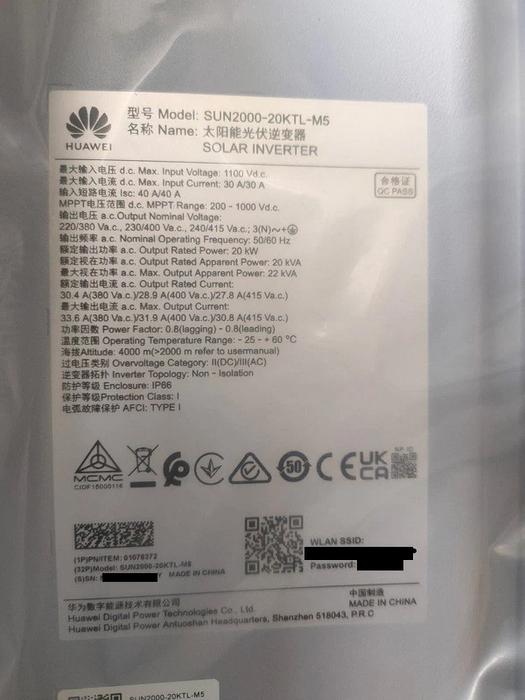 HUAWEI
型号 Model: SUN2000-20KTL-M5
名称 Name: 太阳能光伏逆变器
SOLAR INVERTER
最大输入电压 d.c. Max. Input Voltage: 1100 Vd.c.
最大输入电流 d.c. Max. Input Current: 30 A/30 A
输入短路电流 Isc: 40 A/40 A
合格证
QC PASS
MPPT电压范围 d.c. MPPT Range: 200 - 1000 Vd.c.
输出电压 a.c.Output Nominal Voltage:
220/380 Va.c., 230/400 Va.c., 240/415 Va.c.; 3(N)~+⏚
输出频率 a.c. Nominal Operating Frequency: 50/60 Hz
额定输出功率 a.c. Output Rated Power: 20 kW
额定视在功率 a.c. Output Rated Apparent Power: 20 kVA
最大视在功率 a.c. Max. Output Apparent Power: 22 kVA
额定输出电流 a.c. Output Rated Current:
30.4 A(380 Va.c.)/28.9 A(400 Va.c.)/27.8 A(415 Va.c.)
最大输出电流 a.c. Max. Output Current:
33.6 A(380 Va.c.)/31.9 A(400 Va.c.)/30.8 A(415 Va.c.)
功率因数 Power Factor: 0.8(lagging) - 0.8(leading)
温度范围 Operating Temperature Range: - 25 - + 60 °C
海拔Altitude: 4000 m(>2000 m refer to usermanual)
过电压类别 Overvoltage Category: II(DC)/III(AC)
逆变器拓扑 Inverter Topology: Non - Isolation
防护等级 Enclosure: IP66
保护等级Protection Class: I
电弧故障保护 AFCI: TYPE I
MCMC
CIDF15000116
50
CE
UK
CA
WLAN SSID:
Password:
(1P)PN/ITEM: 01076372
(32P)Model: SUN2000-20KTL-M5
(S)SN:
MADE IN CHINA
中国制造
MADE IN CHINA
华为数字能源技术有限公司
Huawei Digital Power Technologies Co., Ltd.
Huawei Digital Power Antuoshan Headquarters, Shenzhen 518043, P.R.C
SUN2000-20KTL-M5